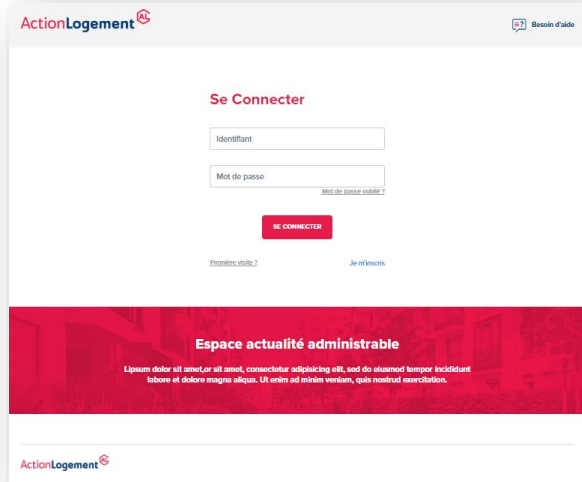 ActionLogement AL
Besoin d'aide
Se Connecter
Identifiant
Mot de passe
Mot de passe oublié ?
SE CONNECTER
Première visite ?
Je m'inscris
Espace actualité administrable
Lipsum dolor sit amet,or sit amet, consectetur adipisicing elit, sed do eiusmod tempor incididunt
labore et dolore magna aliqua. Ut enim ad minim veniam, quis nostrud exercitation.
ActionLogement AL